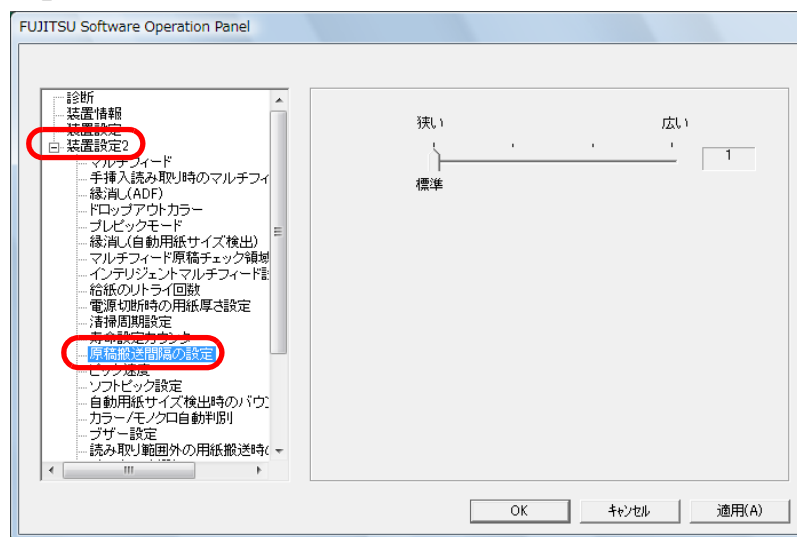 FUJITSU Software Operation Panel
診断
装置情報
装置設定
装置設定2
マルチフィード
手挿入読み取り時のマルチフィ
縁消し(ADF)
ドロップアウトカラー
プレピックモード
縁消し(自動用紙サイズ検出)
マルチフィード原稿チェック領域
インテリジェントマルチフィード
給紙のリトライ回数
電源切断時の用紙厚さ設定
清掃周期設定
寿命設定カウンタ
原稿搬送間隔の設定
ピック速度
ソフトピック設定
自動用紙サイズ検出時のバウン
カラー/モノクロ自動判別
ブザー設定
読み取り範囲外の用紙搬送時
狭い 広い
1
標準
OK キャンセル 適用(A)